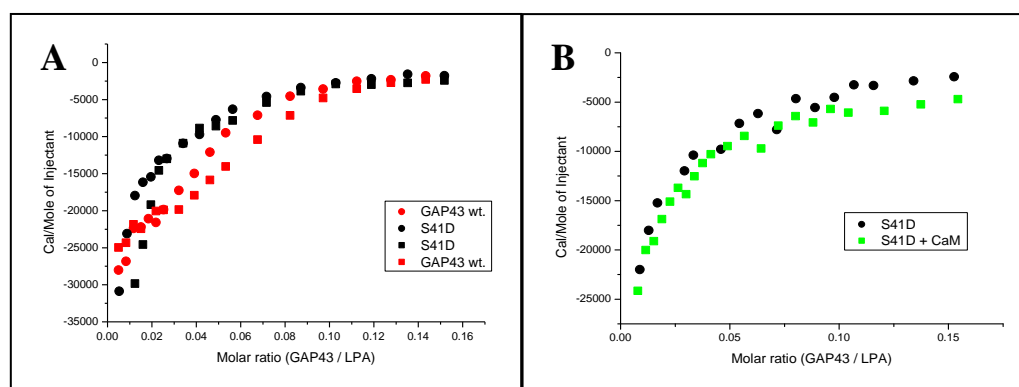 A
Cal/Mole of Injectant
0
-5000
-10000
-15000
-20000
-25000
-30000
-35000
0.00 0.02 0.04 0.06 0.08 0.10 0.12 0.14 0.16
Molar ratio (GAP43 / LPA)
GAP43 wt.
S41D
S41D
GAP43 wt.
B
Cal/Mole of Injectant
0
-5000
-10000
-15000
-20000
-25000
0.00 0.05 0.10 0.15
Molar ratio (GAP43 / LPA)
S41D
S41D + CaM